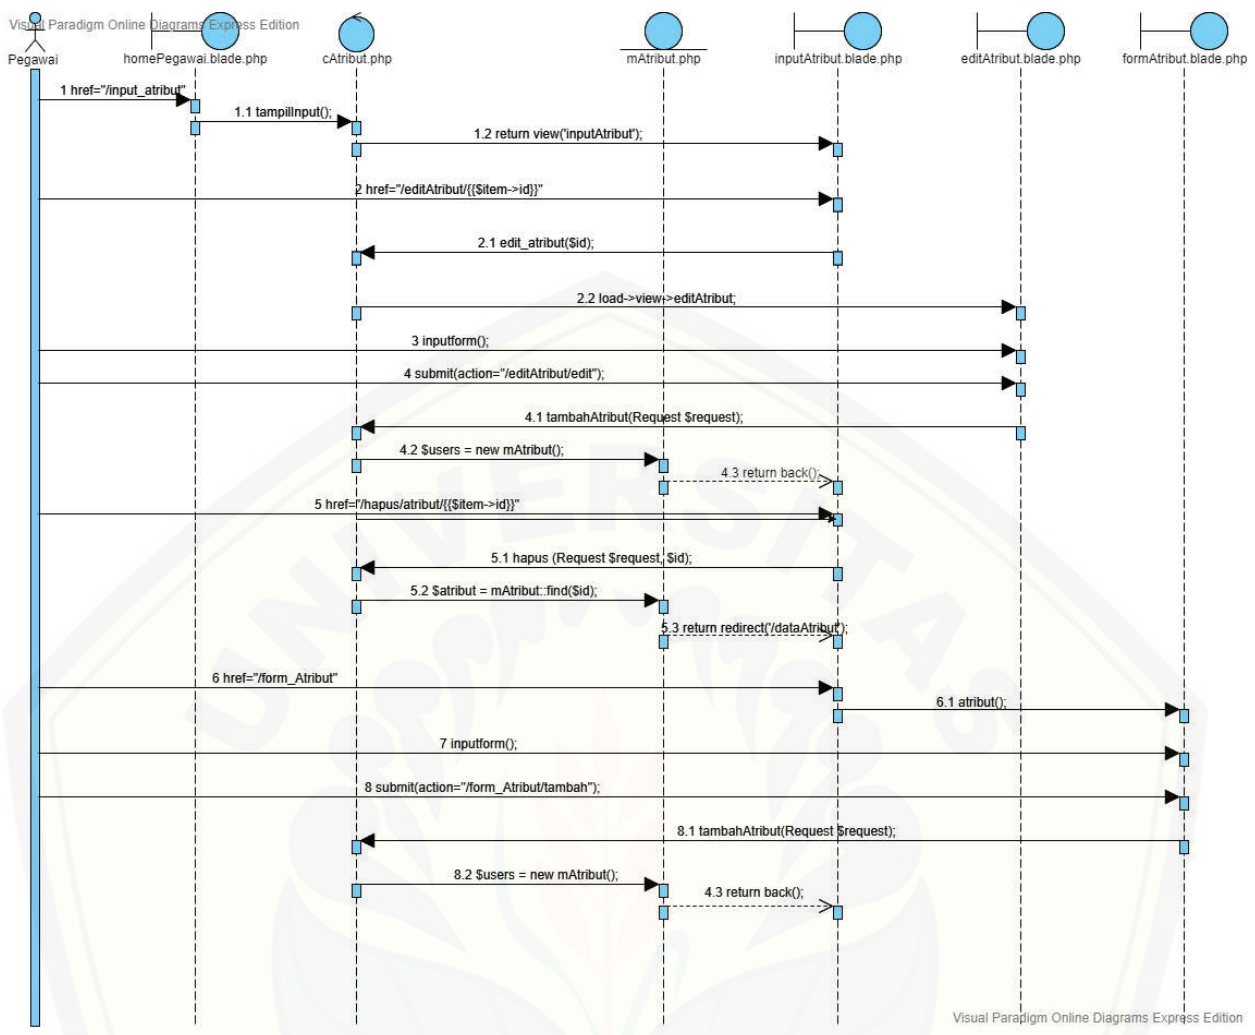 Visual Paradigm Online Diagrams Express Edition
Pegawai
homePegawai.blade.php
cAtribut.php
mAtribut.php
inputAtribut.blade.php
editAtribut.blade.php
formAtribut.blade.php
1 href="/input_atribut"
1.1 tampilInput();
1.2 return view('inputAtribut');
2 href="/editAtribut/{{$item->id}}"
2.1 edit_atribut($id);
2.2 load->view->editAtribut;
3 inputform();
4 submit(action="/editAtribut/edit");
4.1 tambahAtribut(Request $request);
4.2 $users = new mAtribut();
4.3 return back();
5 href="/hapus/atribut/{{$item->id}}"
5.1 hapus (Request $request, $id);
5.2 $atribut = mAtribut::find($id);
5.3 return redirect('/dataAtribut');
6 href="/form_Atribut"
6.1 atribut();
7 inputform();
8 submit(action="/form_Atribut/tambah");
8.1 tambahAtribut(Request $request);
8.2 $users = new mAtribut();
4.3 return back();
UNIVERSITAS
Visual Paradigm Online Diagrams Express Edition